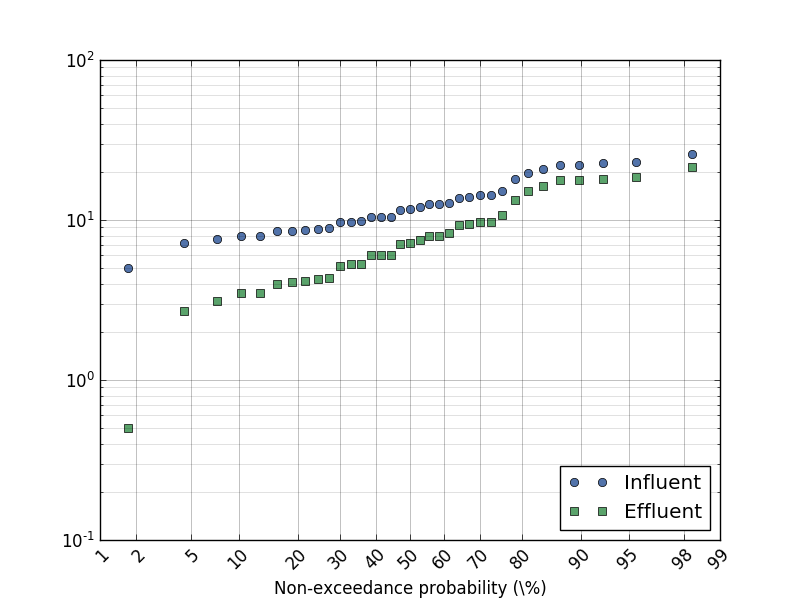 10²
10¹
10⁰
10⁻¹
Influent
Effluent
1 2 5 10 20 30 40 50 60 70 80 90 95 98 99
Non-exceedance probability (\%)